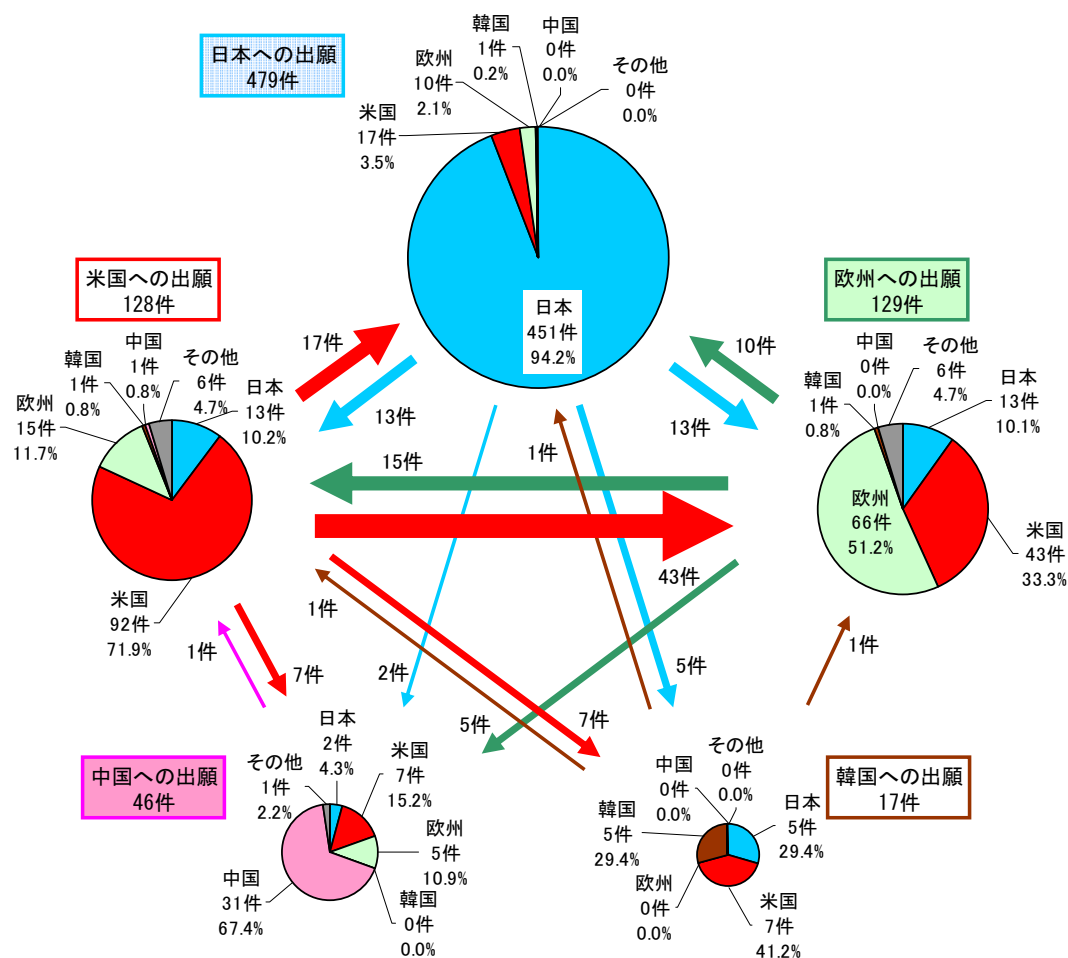 日本への出願
479件
韓国
1件
0.2%
中国
0件
0.0%
欧州
10件
2.1%
その他
0件
0.0%
米国
17件
3.5%
日本
451件
94.2%
米国への出願
128件
欧州への出願
129件
17件
13件
10件
13件
中国
1件
0.8%
韓国
1件
0.8%
その他
6件
4.7%
日本
13件
10.2%
欧州
15件
11.7%
米国
92件
71.9%
中国
0件
0.0%
その他
6件
4.7%
韓国
1件
0.8%
日本
13件
10.1%
欧州
66件
51.2%
米国
43件
33.3%
15件
1件
43件
1件
1件
7件
2件
5件
1件
5件
7件
中国への出願
46件
日本
2件
4.3%
その他
1件
2.2%
米国
7件
15.2%
欧州
5件
10.9%
中国
31件
67.4%
韓国
0件
0.0%
韓国への出願
17件
その他
0件
0.0%
中国
0件
0.0%
韓国
5件
29.4%
日本
5件
29.4%
欧州
0件
0.0%
米国
7件
41.2%